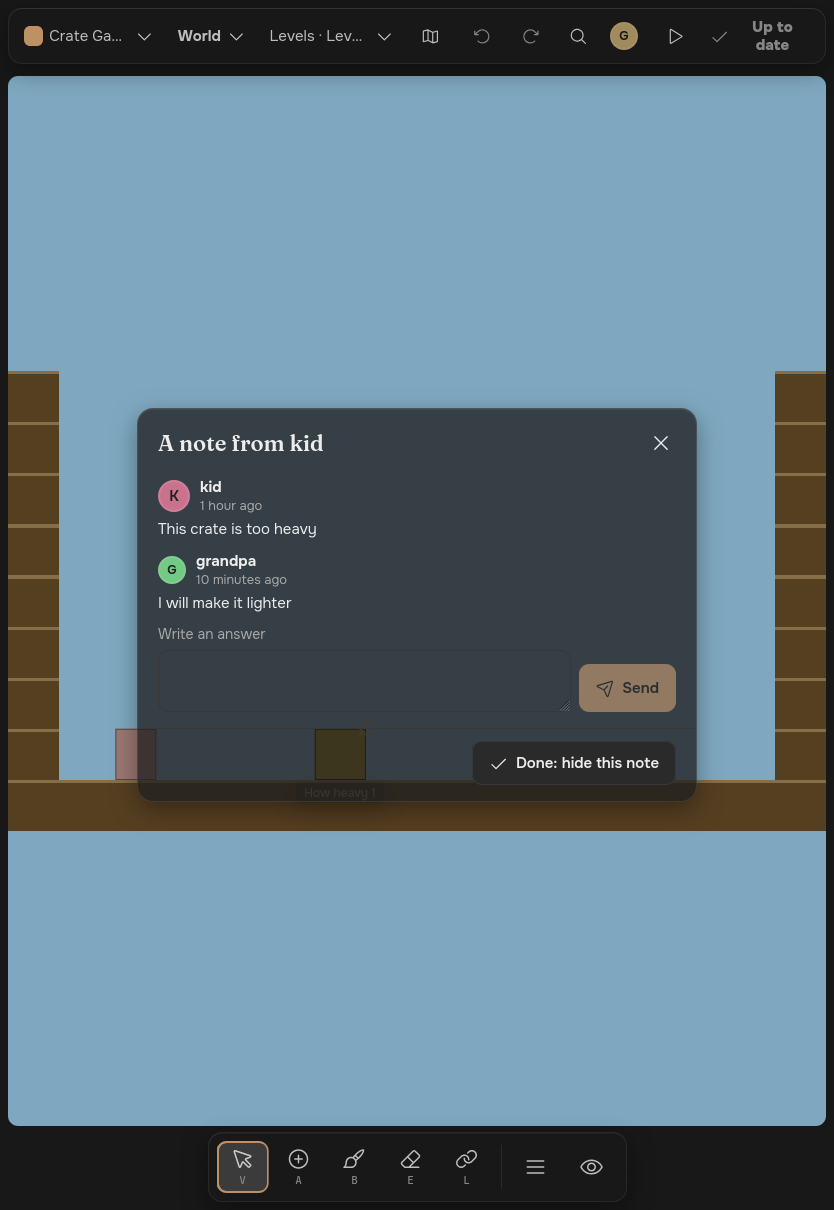 Crate Ga...
World
Levels · Lev...
G
Up to
date
A note from kid
K
kid
1 hour ago
This crate is too heavy
G
grandpa
10 minutes ago
I will make it lighter
Write an answer
Send
Done: hide this note
How heavy 1
V
A
B
E
L